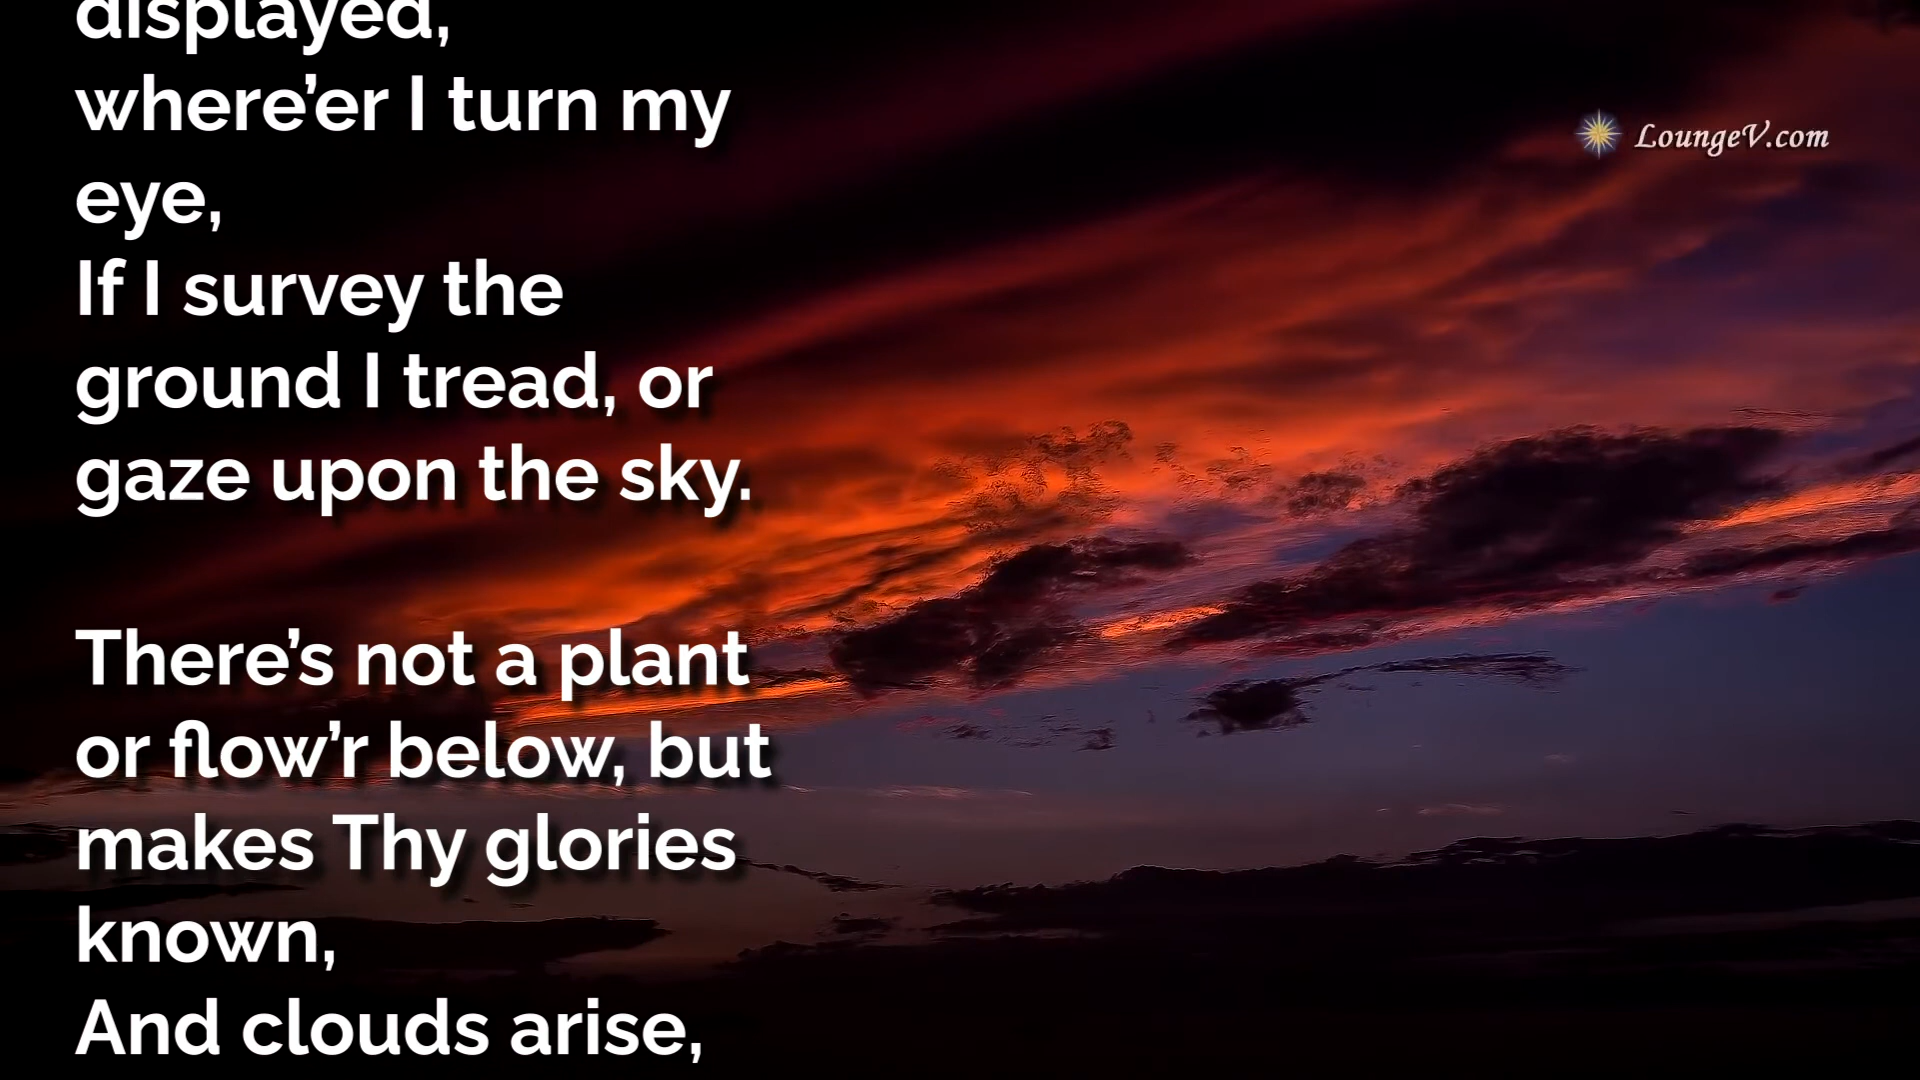 displayed,
where’er I turn my
eye,
If I survey the
ground I tread, or
gaze upon the sky.
There’s not a plant
or flow’r below, but
makes Thy glories
known,
And clouds arise,
LoungeV.com